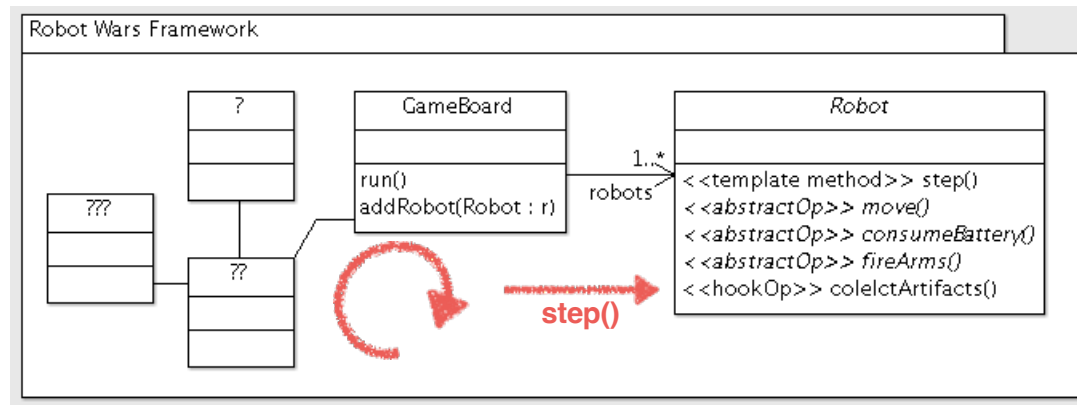 Robot Wars Framework
?
GameBoard
Robot
run()
addRobot(Robot : r)
1..*
robots
<<template method>> step()
<<abstractOp>> move()
<<abstractOp>> consumeBattery()
<<abstractOp>> fireArms()
<<hookOp>> colelctArtifacts()
???
??
step()